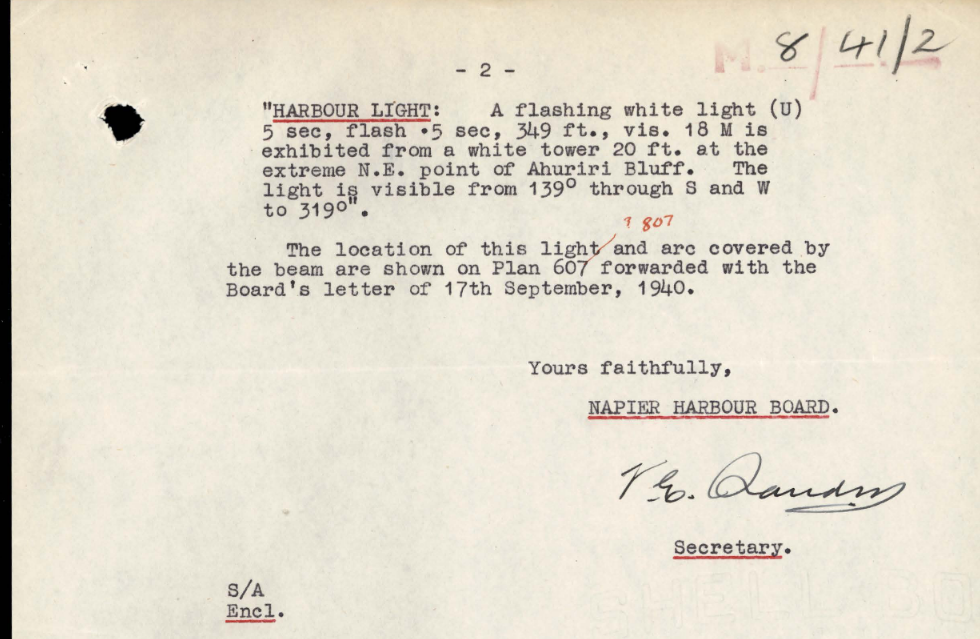 M. 8/41/2
- 2 -
"HARBOUR LIGHT: A flashing white light (U)
5 sec, flash •5 sec, 349 ft., vis. 18 M is
exhibited from a white tower 20 ft. at the
extreme N.E. point of Ahuriri Bluff. The
light is visible from 139° through S and W
to 319°".
? 807
The location of this light and arc covered by
the beam are shown on Plan 607 forwarded with the
Board's letter of 17th September, 1940.
Yours faithfully,
NAPIER HARBOUR BOARD.
Secretary.
S/A
Encl.